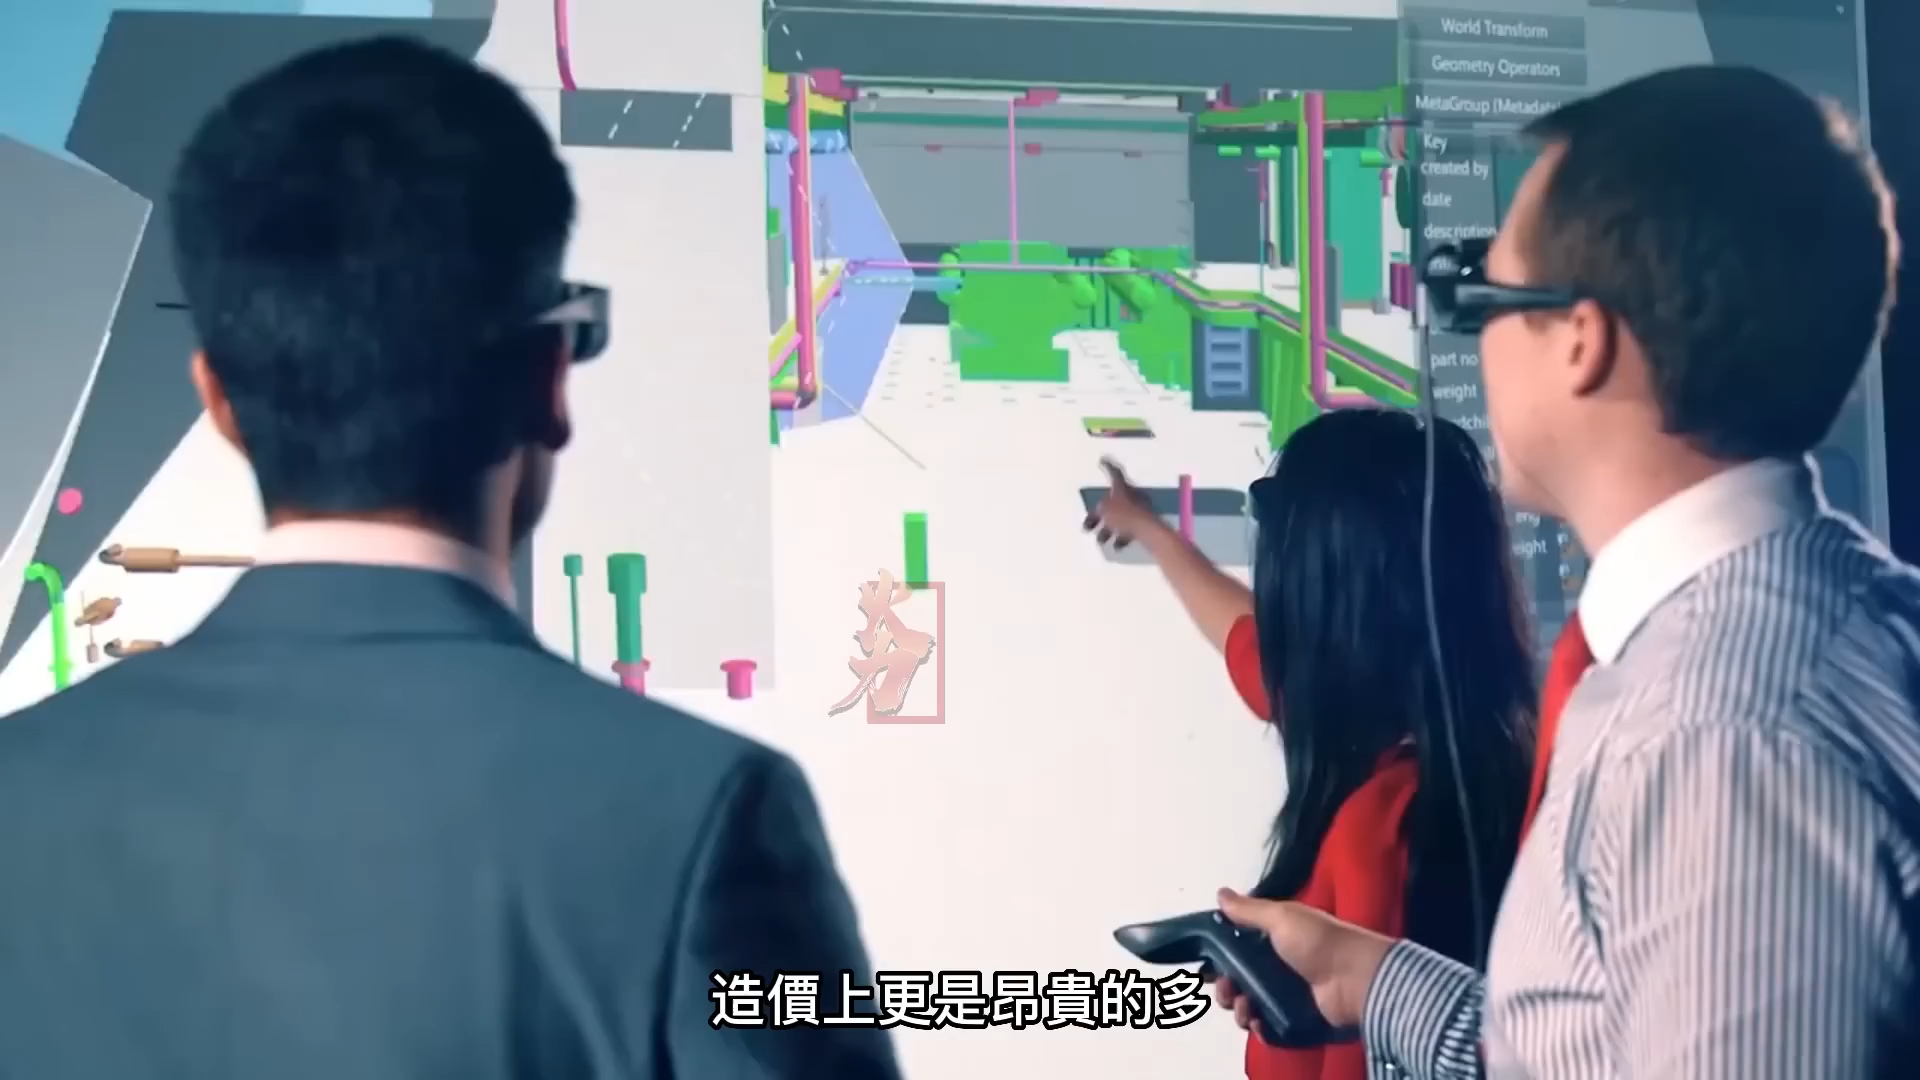 World Transform
Geometry Operators
MetaGroup (Metadata
Key
created by
date
description
part no
weight
造價上更是昂貴的多